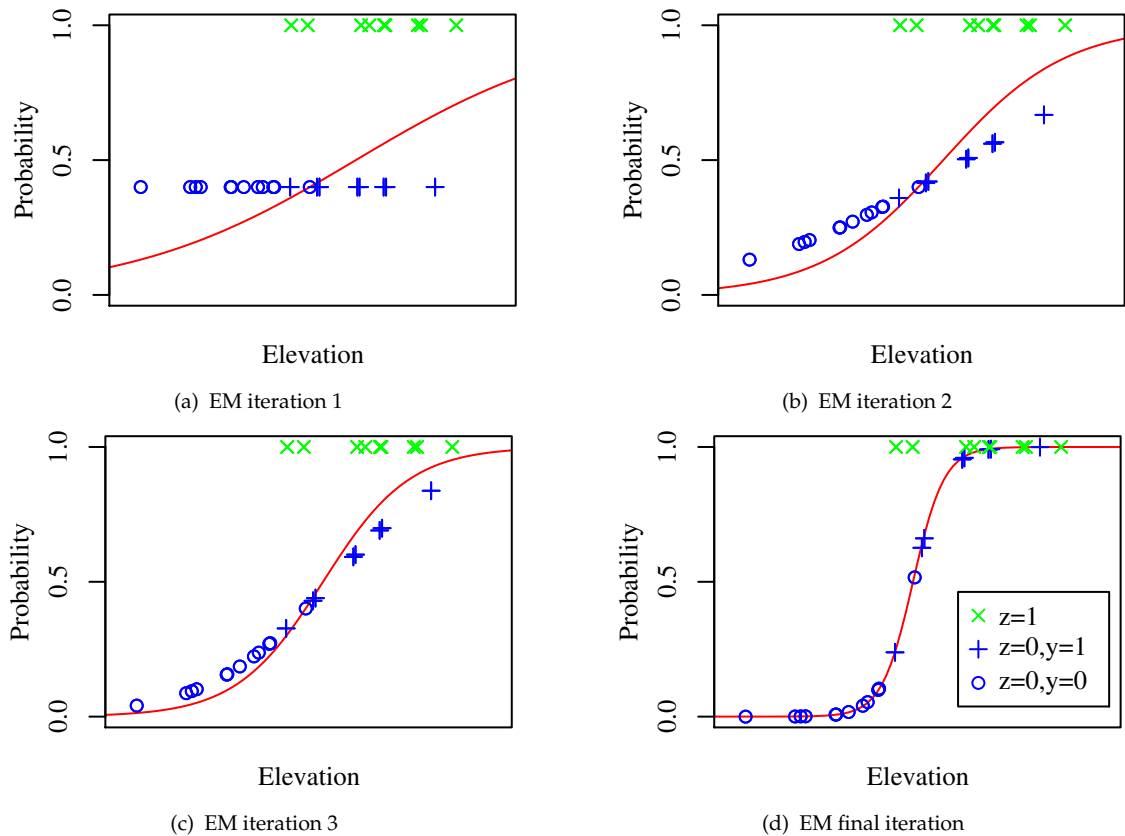 Probability
1.0
0.5
0.0
Elevation
(a) EM iteration 1
Probability
1.0
0.5
0.0
Elevation
(b) EM iteration 2
Probability
1.0
0.5
0.0
Elevation
(c) EM iteration 3
Probability
1.0
0.5
0.0
z=1
z=0,y=1
z=0,y=0
Elevation
(d) EM final iteration